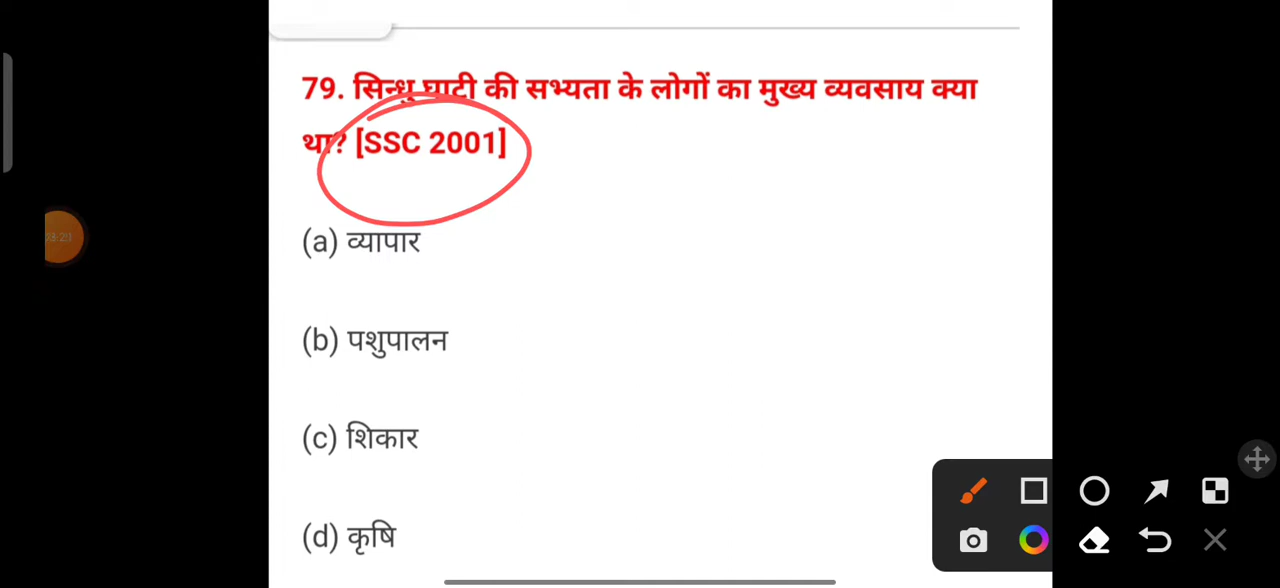 79. सिन्धु घाटी की सभ्यता के लोगों का मुख्य व्यवसाय क्या
था? [SSC 2001]
(a) व्यापार
(b) पशुपालन
(c) शिकार
(d) कृषि